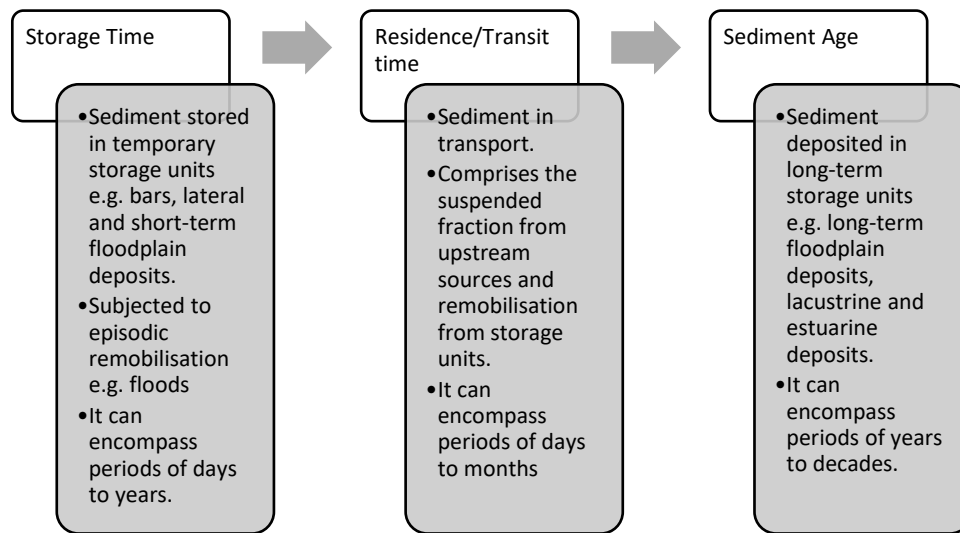 Storage Time
•Sediment stored
in temporary
storage units
e.g. bars, lateral
and short-term
floodplain
deposits.
•Subjected to
episodic
remobilisation
e.g. floods
•It can
encompass
periods of days
to years.
Residence/Transit
time
•Sediment in
transport.
•Comprises the
suspended
fraction from
upstream
sources and
remobilisation
from storage
units.
•It can
encompass
periods of days
to months
Sediment Age
•Sediment
deposited in
long-term
storage units
e.g. long-term
floodplain
deposits,
lacustrine and
estuarine
deposits.
•It can
encompass
periods of years
to decades.